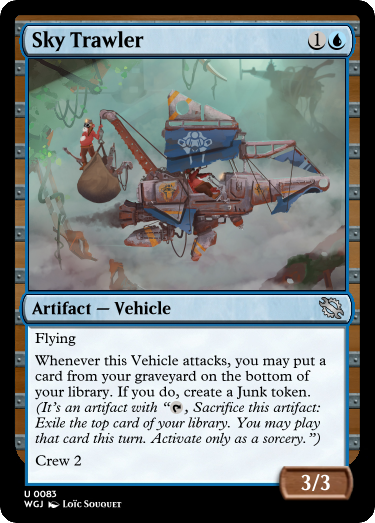 Sky Trawler 1
Artifact — Vehicle
Flying
Whenever this Vehicle attacks, you may put a
card from your graveyard on the bottom of
your library. If you do, create a Junk token.
(It's an artifact with “, Sacrifice this artifact:
Exile the top card of your library. You may play
that card this turn. Activate only as a sorcery.”)
Crew 2
3/3
U 0083
WGJ Loïc Souquet